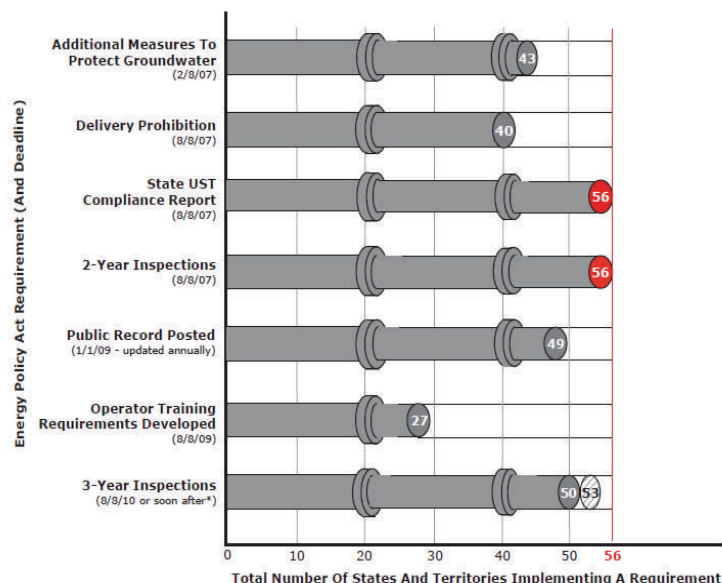 Energy Policy Act Requirement (And Deadline)
Additional Measures To
Protect Groundwater
(2/8/07)
43
Delivery Prohibition
(8/8/07)
40
State UST
Compliance Report
(8/8/07)
56
2-Year Inspections
(8/8/07)
56
Public Record Posted
(1/1/09 - updated annually)
49
Operator Training
Requirements Developed
(8/8/09)
27
3-Year Inspections
(8/8/10 or soon after*)
50 53
0 10 20 30 40 50 56
Total Number Of States And Territories Implementing A Requirement